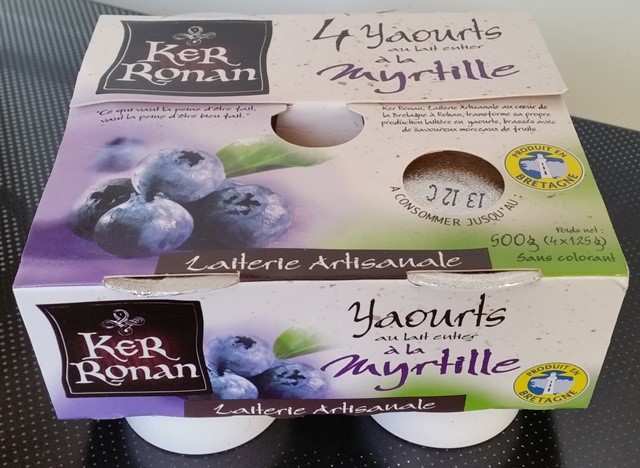 KER
Ronan
4 Yaourts
au lait entier
à la
Myrtille
"Ce qui vaut la peine d'être fait,
vaut la peine d'être bien fait."
Ker Ronan, Laiterie Artisanale au cœur de
la Bretagne à Rohan, transforme sa propre
production laitière en yaourts, brassés avec
de savoureux morceaux de fruits.
PRODUIT EN
BRETAGNE
13 12 C
A CONSOMMER JUSQU'AU :
Poids net :
500g (4x125g)
Sans colorant
Laiterie Artisanale
KER
Ronan
Yaourts
au lait entier
à la
Myrtille
PRODUIT EN
BRETAGNE
Laiterie Artisanale